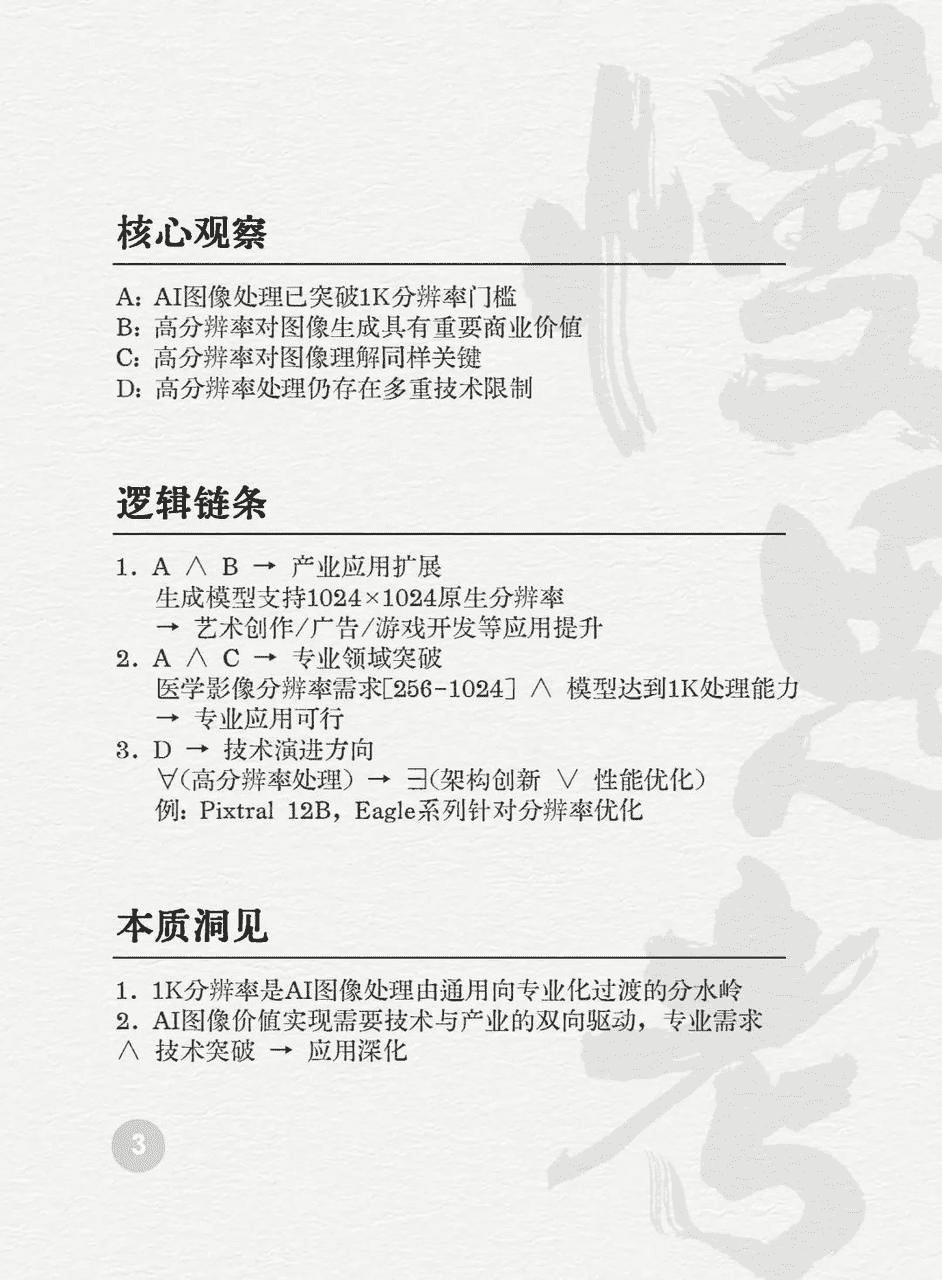 核心观察
A: AI图像处理已突破1K分辨率门槛
B: 高分辨率对图像生成具有重要商业价值
C: 高分辨率对图像理解同样关键
D: 高分辨率处理仍存在多重技术限制
逻辑链条
1. A ∧ B → 产业应用扩展
生成模型支持1024×1024原生分辨率
→ 艺术创作/广告/游戏开发等应用提升
2. A ∧ C → 专业领域突破
医学影像分辨率需求[256-1024] ∧ 模型达到1K处理能力
→ 专业应用可行
3. D → 技术演进方向
∀(高分辨率处理) → ∃(架构创新 ∨ 性能优化)
例: Pixtral 12B, Eagle系列针对分辨率优化
本质洞见
1. 1K分辨率是AI图像处理由通用向专业化过渡的分水岭
2. AI图像价值实现需要技术与产业的双向驱动, 专业需求
∧ 技术突破 → 应用深化
3
慢思考